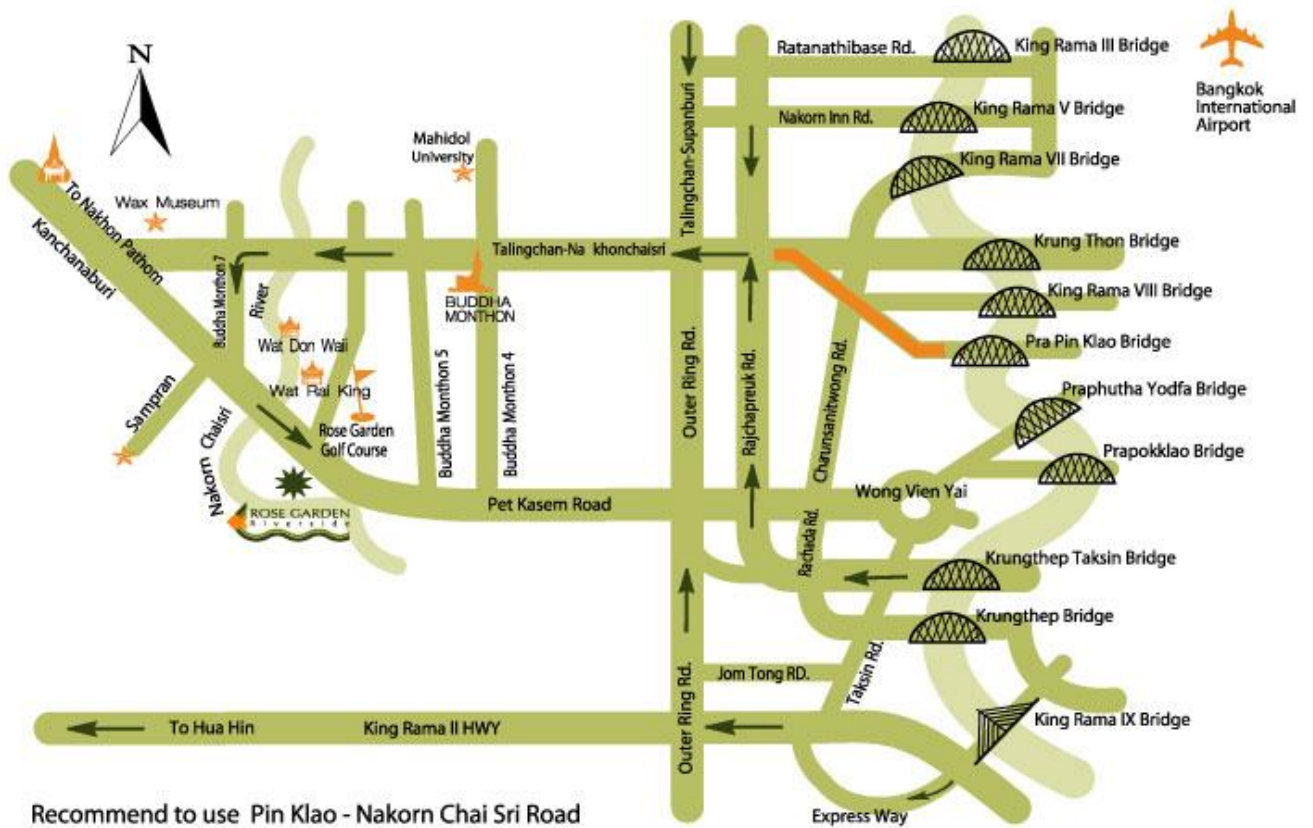 N
Ratanathibase Rd.
King Rama III Bridge
Bangkok
International
Airport
Talingchan-Supanburi
Nakorn Inn Rd.
King Rama V Bridge
Mahidol
University
King Rama VII Bridge
To Nakhon Pathom
Kanchanaburi
Wax Museum
Talingchan-Na khonchaisri
Krung Thon Bridge
Buddha Monthon 7
River
BUDDHA
MONTHON
King Rama VIII Bridge
Wat Don Waii
Pra Pin Klao Bridge
Wat Rai King
Buddha Monthon 5
Buddha Monthon 4
Outer Ring Rd.
Rajchapreuk Rd.
Charunsanitwong Rd.
Praphutha Yodfa Bridge
Sampran
Rose Garden
Golf Course
Prapokklao Bridge
Nakorn Chaisri
Pet Kasem Road
Wong Vien Yai
ROSE GARDEN
Riverside
Rachada Rd.
Krungthep Taksin Bridge
Krungthep Bridge
Jom Tong RD.
Taksin Rd.
Outer Ring Rd.
To Hua Hin
King Rama II HWY
King Rama IX Bridge
Recommend to use Pin Klao - Nakorn Chai Sri Road
Express Way